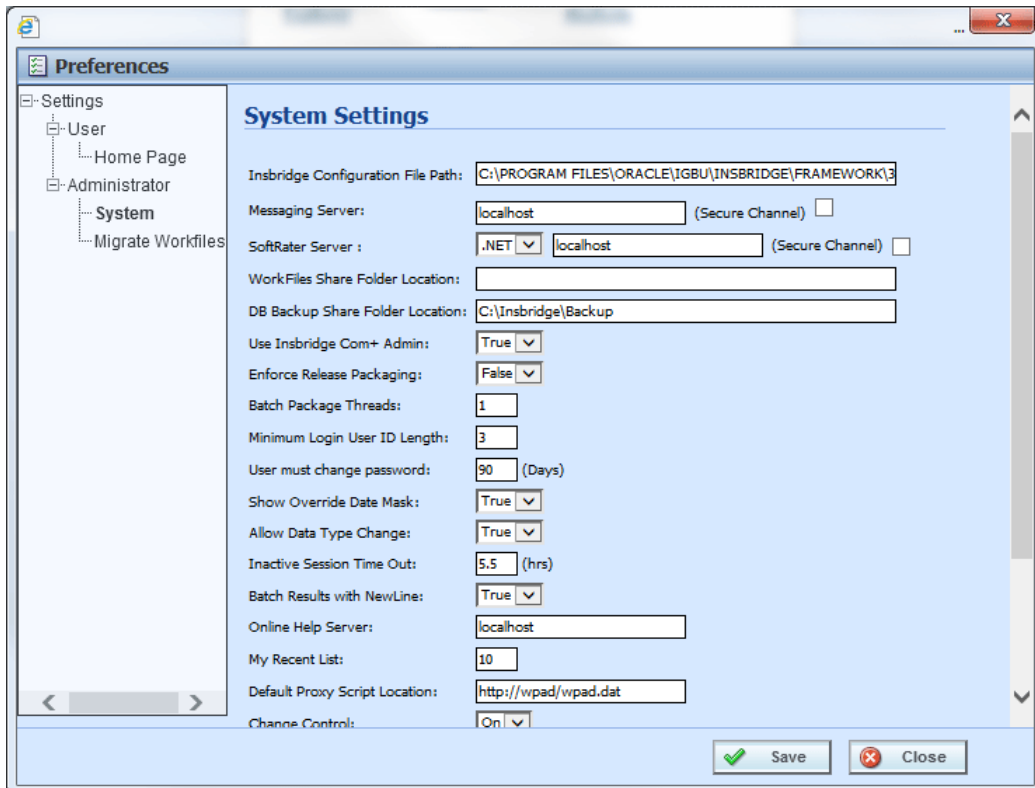 ...
Preferences
Settings
User
Home Page
Administrator
System
Migrate Workfiles
System Settings
Insbridge Configuration File Path: C:\PROGRAM FILES\ORACLE\IGBU\INSBRIDGE\FRAMEWORK\3
Messaging Server: localhost (Secure Channel)
SoftRater Server : .NET localhost (Secure Channel)
WorkFiles Share Folder Location:
DB Backup Share Folder Location: C:\Insbridge\Backup
Use Insbridge Com+ Admin: True
Enforce Release Packaging: False
Batch Package Threads: 1
Minimum Login User ID Length: 3
User must change password: 90 (Days)
Show Override Date Mask: True
Allow Data Type Change: True
Inactive Session Time Out: 5.5 (hrs)
Batch Results with NewLine: True
Online Help Server: localhost
My Recent List: 10
Default Proxy Script Location: http://wpad/wpad.dat
Change Control: On
Save Close